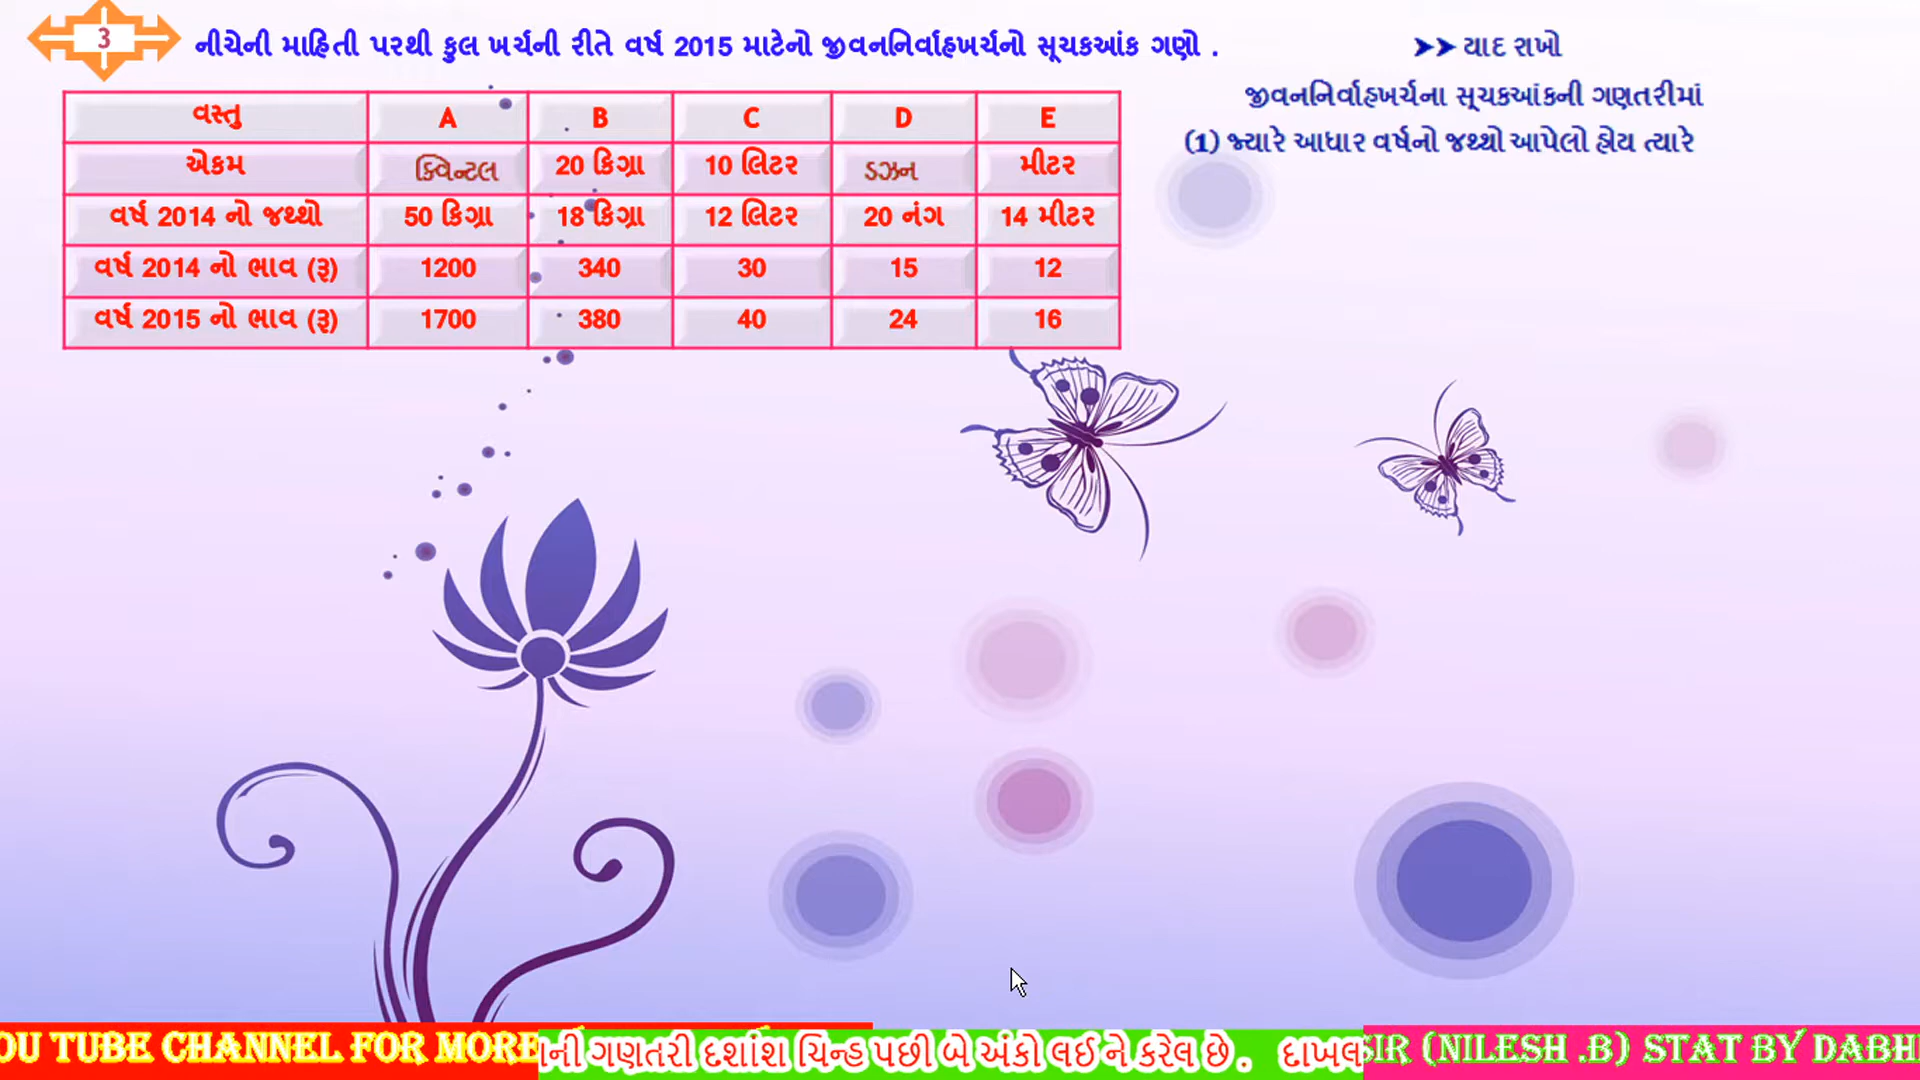 3
નીચેની માહિતી પરથી કુલ ખર્ચની રીતે વર્ષ 2015 માટેનો જીવનનિર્વાહખર્ચનો સૂચકઆંક ગણો .
વસ્તુ A B C D E
એકમ ક્વિન્ટલ 20 કિગ્રા 10 લિટર ડઝન મીટર
વર્ષ 2014 નો જથ્થો 50 કિગ્રા 18 કિગ્રા 12 લિટર 20 નંગ 14 મીટર
વર્ષ 2014 નો ભાવ (રૂ) 1200 340 30 15 12
વર્ષ 2015 નો ભાવ (રૂ) 1700 380 40 24 16
➤➤ યાદ રાખો
જીવનનિર્વાહખર્ચના સૂચકઆંકની ગણતરીમાં
(1) જ્યારે આધાર વર્ષનો જથ્થો આપેલો હોય ત્યારે
OU TUBE CHANNEL FOR MORE
ની ગણતરી દશાંશ ચિન્હ પછી બે અંકો લઈ ને કરેલ છે . દાખલ
SIR (NILESH .B) STAT BY DABH